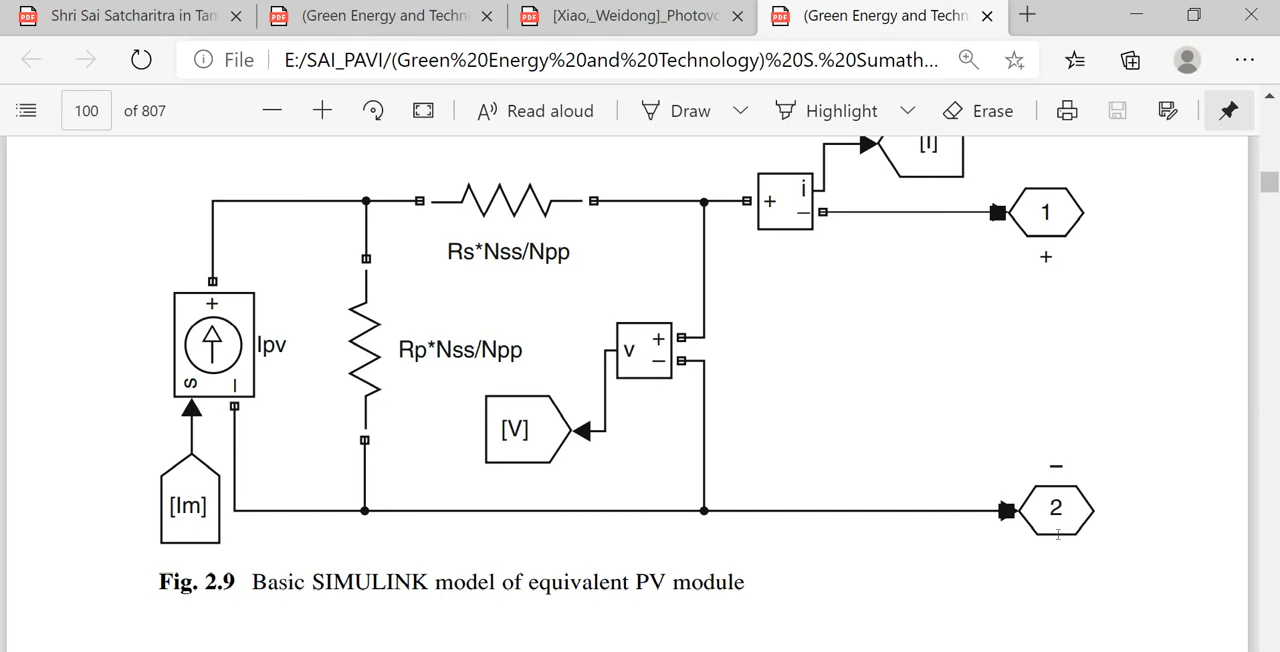 Shri Sai Satcharitra in Tam
(Green Energy and Techn
[Xiao,_Weidong]_Photovo
(Green Energy and Techn
File
E:/SAI_PAVI/(Green%20Energy%20and%20Technology)%20S.%20Sumath...
100
of 807
Read aloud
Draw
Highlight
Erase
[I]
+ i −
1
+
Rs*Nss/Npp
+
Ipv
s −
Rp*Nss/Npp
v + −
[V]
[Im]
−
2
Fig. 2.9 Basic SIMULINK model of equivalent PV module